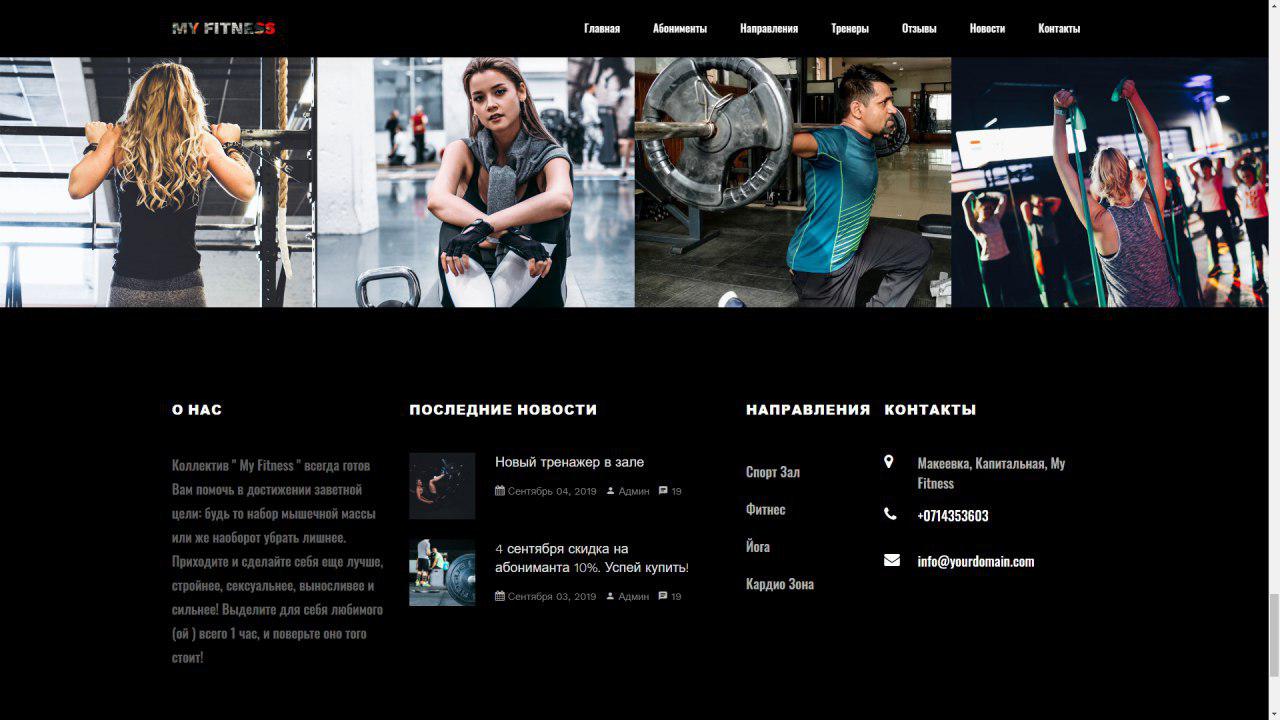 MY FITNESS
Главная
Абонименты
Направления
Тренеры
Отзывы
Новости
Контакты
О НАС
Коллектив " My Fitness " всегда готов
Вам помочь в достижении заветной
цели: будь то набор мышечной массы
или же наоборот убрать лишнее.
Приходите и сделайте себя еще лучше,
стройнее, сексуальнее, выносливее и
сильнее! Выделите для себя любимого
(ой ) всего 1 час, и поверьте оно того
стоит!
ПОСЛЕДНИЕ НОВОСТИ
Новый тренажер в зале
Сентябрь 04, 2019 Админ 19
4 сентября скидка на
абониманта 10%. Успей купить!
Сентября 03, 2019 Админ 19
НАПРАВЛЕНИЯ
Спорт Зал
Фитнес
Йога
Кардио Зона
КОНТАКТЫ
Макеевка, Капитальная, My
Fitness
+0714353603
info@yourdomain.com